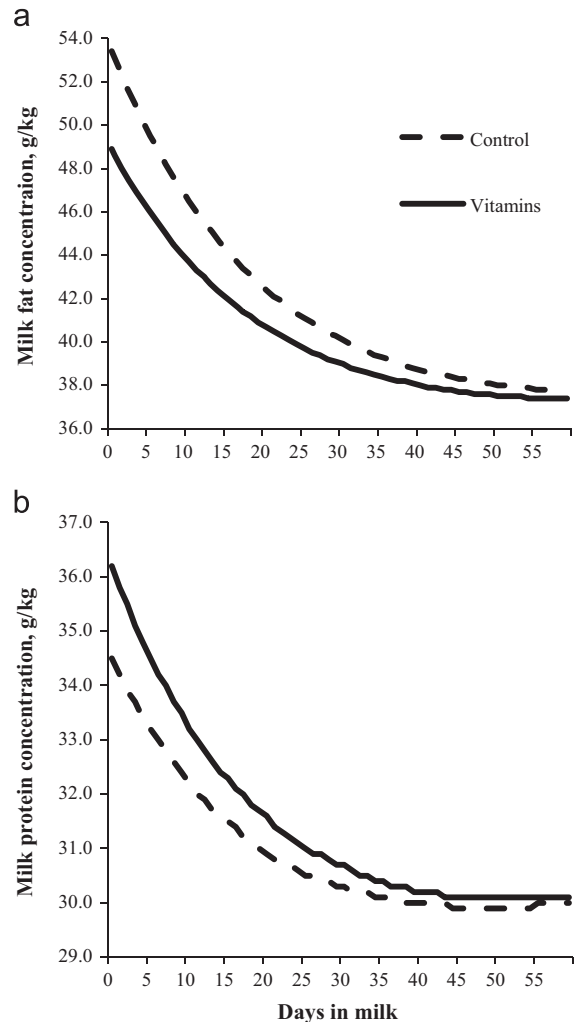 a
54.0
52.0
50.0
48.0
46.0
44.0
42.0
40.0
38.0
36.0
Milk fat concentraion, g/kg
Control
Vitamins
0 5 10 15 20 25 30 35 40 45 50 55
b
37.0
36.0
35.0
34.0
33.0
32.0
31.0
30.0
29.0
Milk protein concentration, g/kg
0 5 10 15 20 25 30 35 40 45 50 55
Days in milk